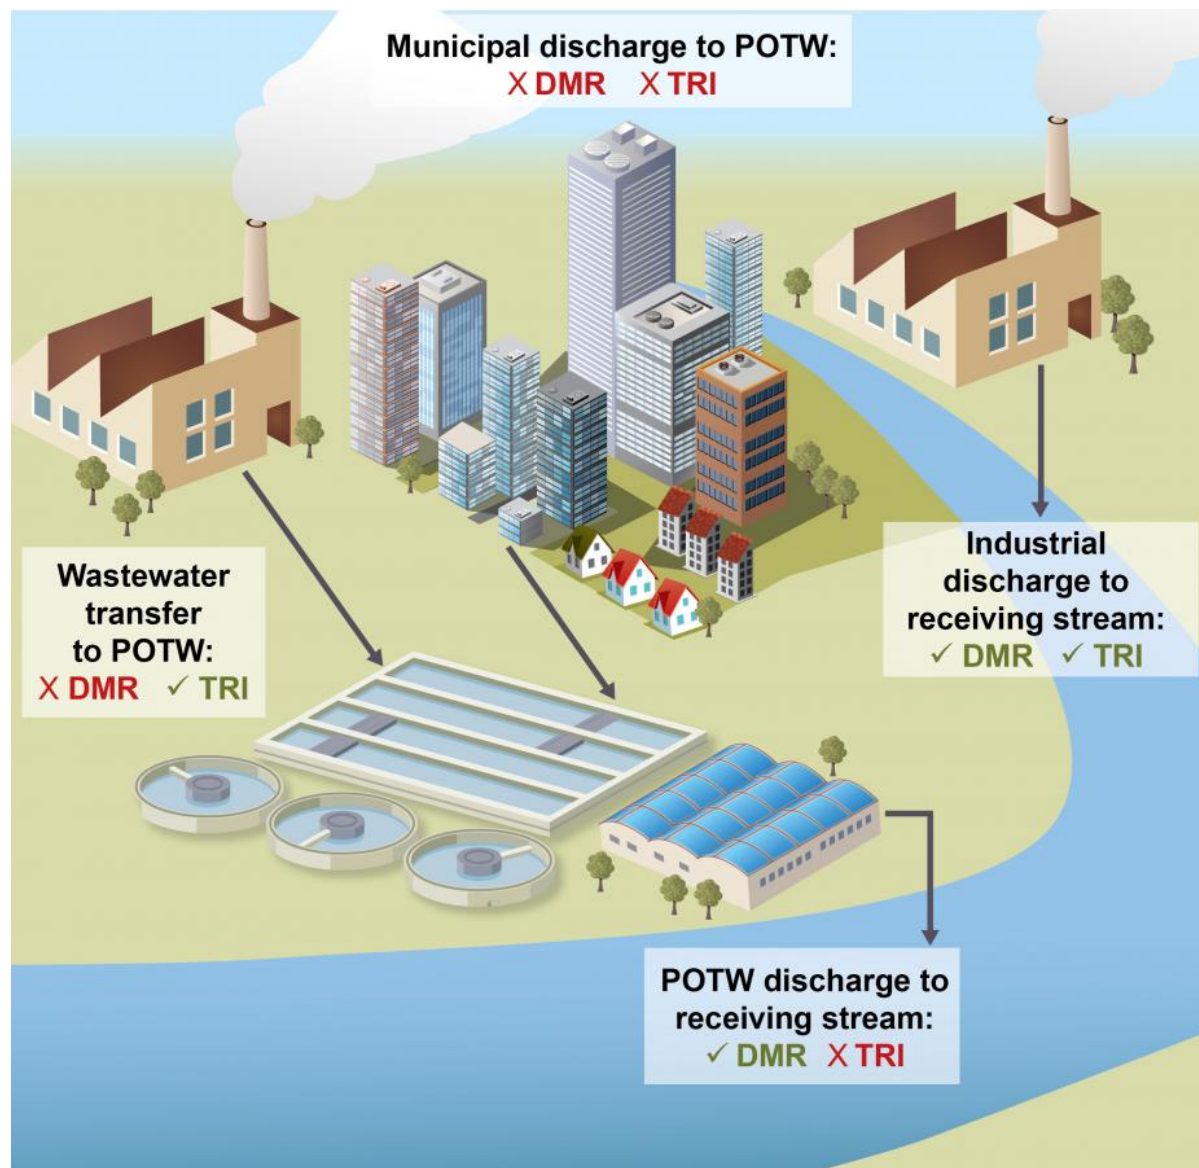 Municipal discharge to POTW:
X DMR X TRI
Wastewater
transfer
to POTW:
X DMR ✓ TRI
Industrial
discharge to
receiving stream:
✓ DMR ✓ TRI
POTW discharge to
receiving stream:
✓ DMR X TRI